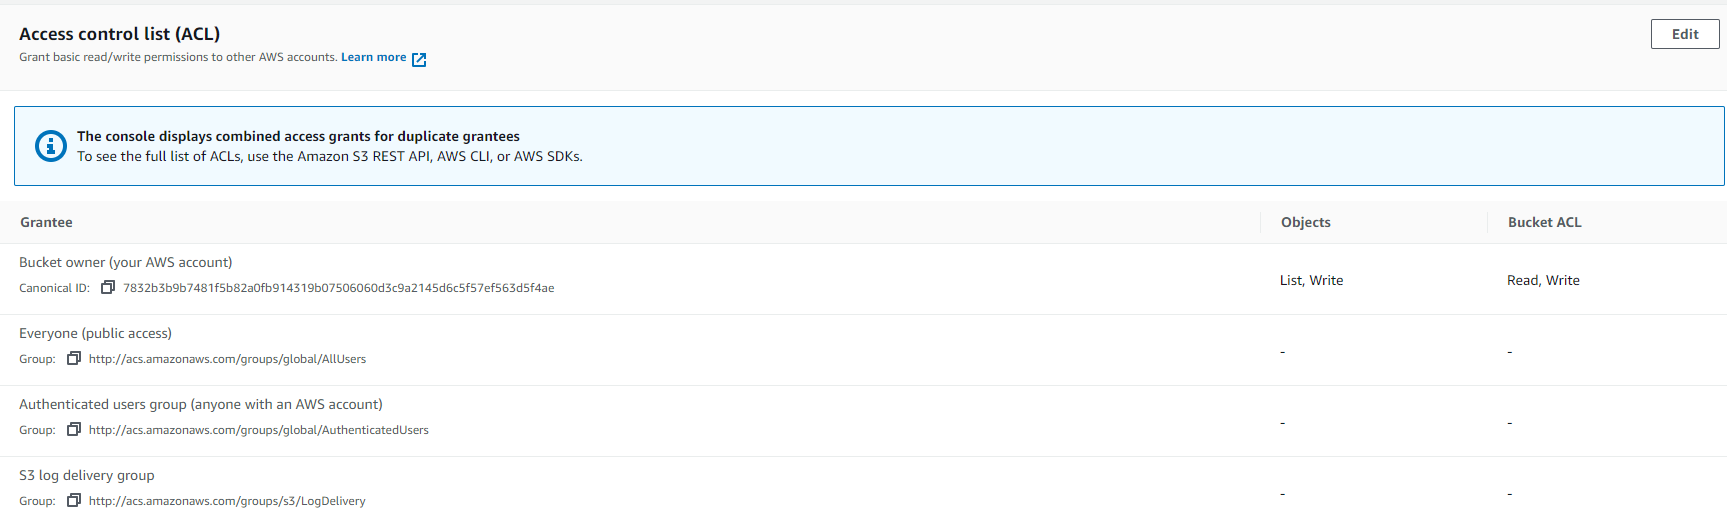 Access control list (ACL)
Edit
Grant basic read/write permissions to other AWS accounts. Learn more
The console displays combined access grants for duplicate grantees
To see the full list of ACLs, use the Amazon S3 REST API, AWS CLI, or AWS SDKs.
Grantee Objects Bucket ACL
Bucket owner (your AWS account)
Canonical ID: 7832b3b9b7481f5b82a0fb914319b07506060d3c9a2145d6c5f57ef563d5f4ae
List, Write Read, Write
Everyone (public access)
Group: http://acs.amazonaws.com/groups/global/AllUsers
- -
Authenticated users group (anyone with an AWS account)
Group: http://acs.amazonaws.com/groups/global/AuthenticatedUsers
- -
S3 log delivery group
Group: http://acs.amazonaws.com/groups/s3/LogDelivery
- -